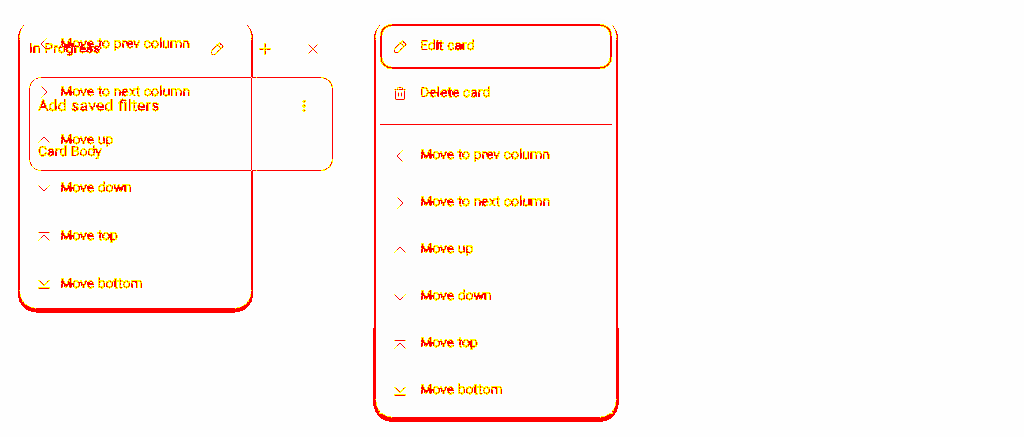 Move to prev column
In Progress
Move to next column
Add saved filters
Move up
Card Body
Move down
Move top
Move bottom
Edit card
Delete card
Move to prev column
Move to next column
Move up
Move down
Move top
Move bottom